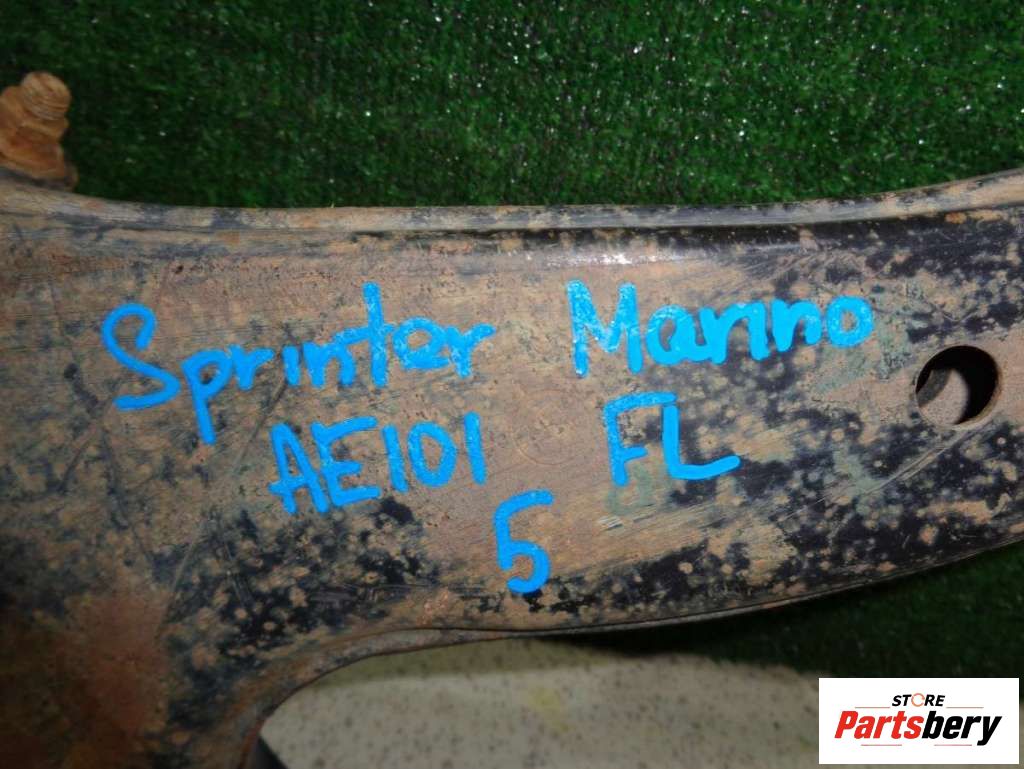 Sprinter Marino
AE101 FL
5
STORE
Partsbery